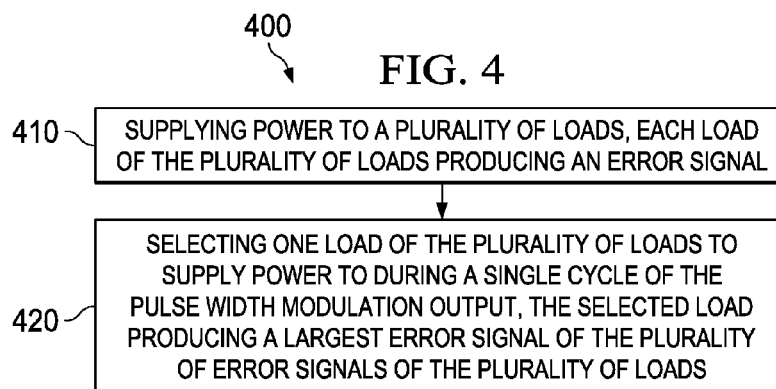 400
FIG. 4
410
SUPPLYING POWER TO A PLURALITY OF LOADS, EACH LOAD
OF THE PLURALITY OF LOADS PRODUCING AN ERROR SIGNAL
420
SELECTING ONE LOAD OF THE PLURALITY OF LOADS TO
SUPPLY POWER TO DURING A SINGLE CYCLE OF THE
PULSE WIDTH MODULATION OUTPUT, THE SELECTED LOAD
PRODUCING A LARGEST ERROR SIGNAL OF THE PLURALITY
OF ERROR SIGNALS OF THE PLURALITY OF LOADS